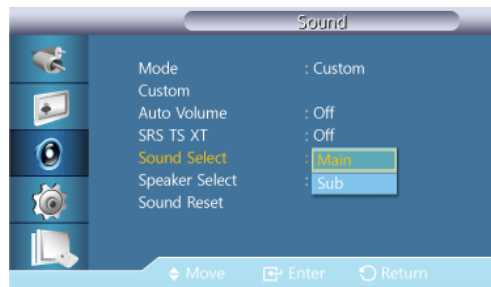 Sound
Mode : Custom
Custom
Auto Volume : Off
SRS TS XT : Off
Sound Select : Main
Speaker Select : Sub
Sound Reset
Move Enter Return